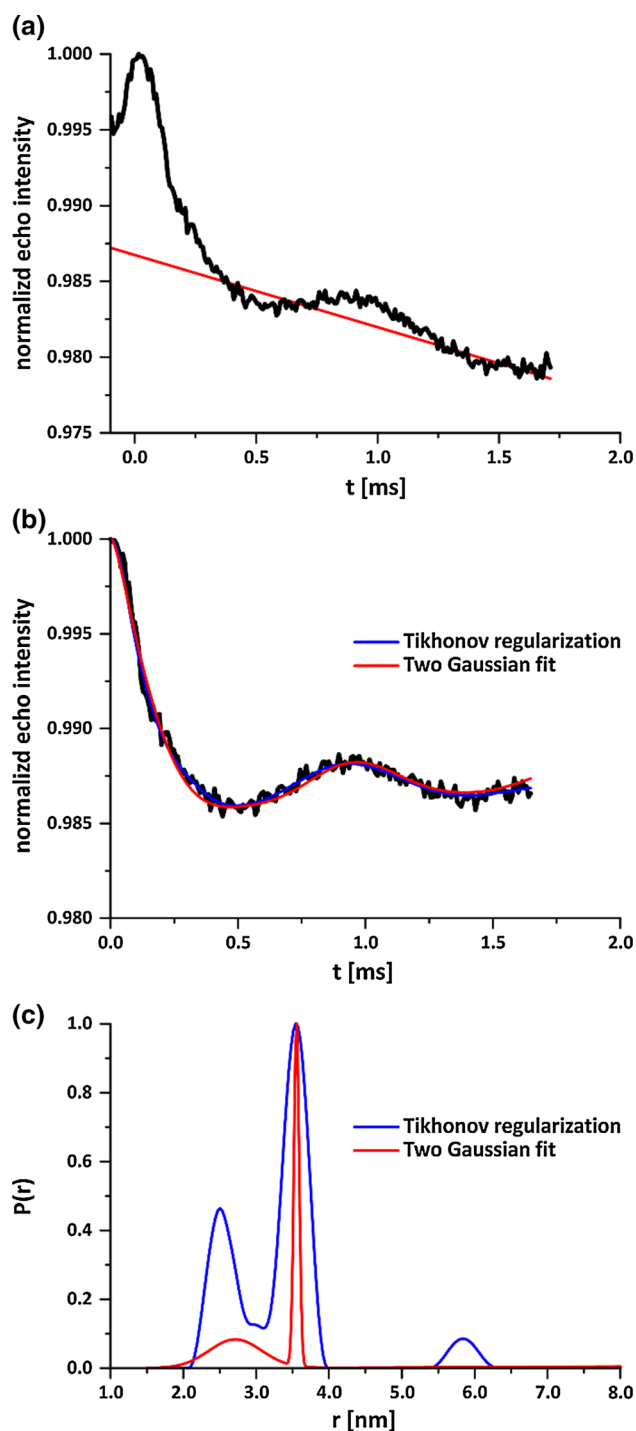 (a)
1.000
0.995
0.990
0.985
0.980
0.975
normalizd echo intensity
0.0 0.5 1.0 1.5 2.0
t [ms]
(b)
1.000
0.995
0.990
0.985
0.980
normalizd echo intensity
Tikhonov regularization
Two Gaussian fit
0.0 0.5 1.0 1.5 2.0
t [ms]
(c)
1.0
0.8
0.6
0.4
0.2
0.0
P(r)
Tikhonov regularization
Two Gaussian fit
1.0 2.0 3.0 4.0 5.0 6.0 7.0 8.0
r [nm]